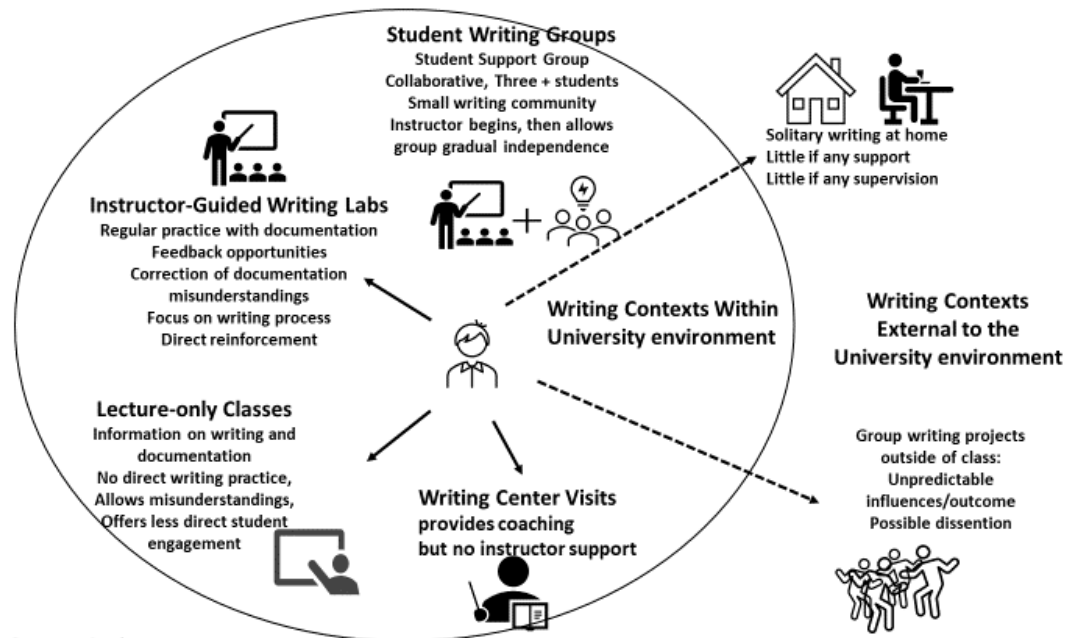 Student Writing Groups
Student Support Group
Collaborative, Three + students
Small writing community
Instructor begins, then allows
group gradual independence
Solitary writing at home
Little if any support
Little if any supervision
Instructor-Guided Writing Labs
Regular practice with documentation
Feedback opportunities
Correction of documentation
misunderstandings
Focus on writing process
Direct reinforcement
Writing Contexts Within
University environment
Writing Contexts
External to the
University environment
Lecture-only Classes
Information on writing and
documentation
No direct writing practice,
Allows misunderstandings,
Offers less direct student
engagement
Writing Center Visits
provides coaching
but no instructor support
Group writing projects
outside of class:
Unpredictable
influences/outcome
Possible dissention